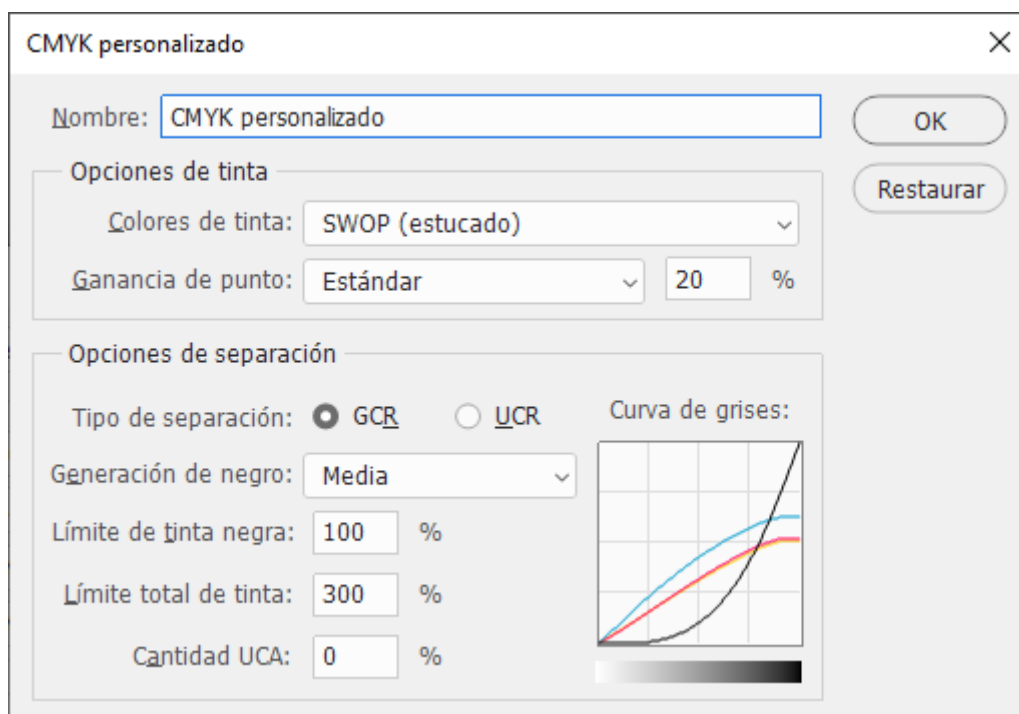 CMYK personalizado
Nombre: CMYK personalizado
OK
Opciones de tinta
Restaurar
Colores de tinta: SWOP (estucado)
Ganancia de punto: Estándar 20 %
Opciones de separación
Tipo de separación: GCR UCR Curva de grises:
Generación de negro: Media
Límite de tinta negra: 100 %
Límite total de tinta: 300 %
Cantidad UCA: 0 %